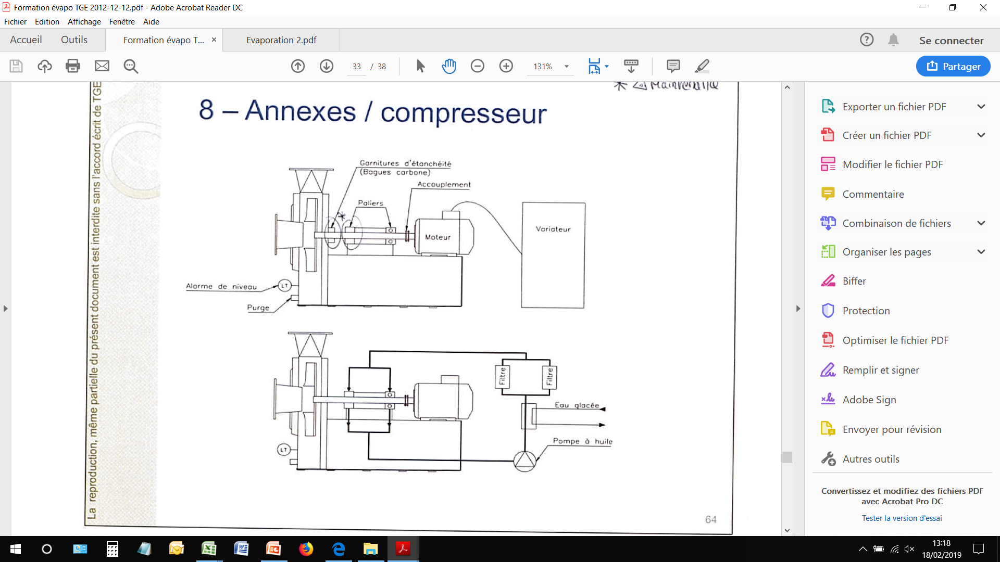 Formation évapo TGE 2012-12-12.pdf - Adobe Acrobat Reader DC
Fichier Edition Affichage Fenêtre Aide
Accueil Outils Formation évapo T... × Evaporation 2.pdf Se connecter
33 / 38 131% Partager
La reproduction, même partielle du présent document est interdite sans l'accord écrit de TGE
8 – Annexes / compresseur
Garnitures d'étanchéité
(Bagues carbone)
Accouplement
Paliers
*
Variateur
Moteur
Alarme de niveau
LT
Purge
Filtre
Filtre
Eau glacée
Pompe à huile
LT
64
Exporter un fichier PDF
Créer un fichier PDF
Modifier le fichier PDF
Commentaire
Combinaison de fichiers
Organiser les pages
Biffer
Protection
Optimiser le fichier PDF
Remplir et signer
Adobe Sign
Envoyer pour révision
Autres outils
Convertissez et modifiez des fichiers PDF
avec Acrobat Pro DC
Tester la version d'essai
13:18
18/02/2019